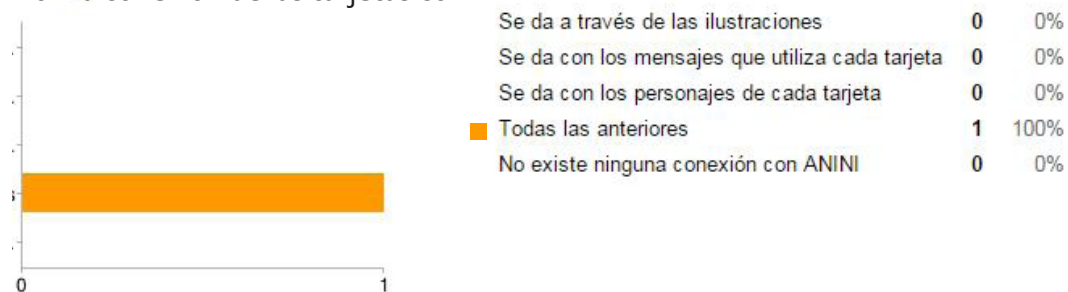 Se da a través de las ilustraciones 0 0%
Se da con los mensajes que utiliza cada tarjeta 0 0%
Se da con los personajes de cada tarjeta 0 0%
Todas las anteriores 1 100%
No existe ninguna conexión con ANINI 0 0%
0 1